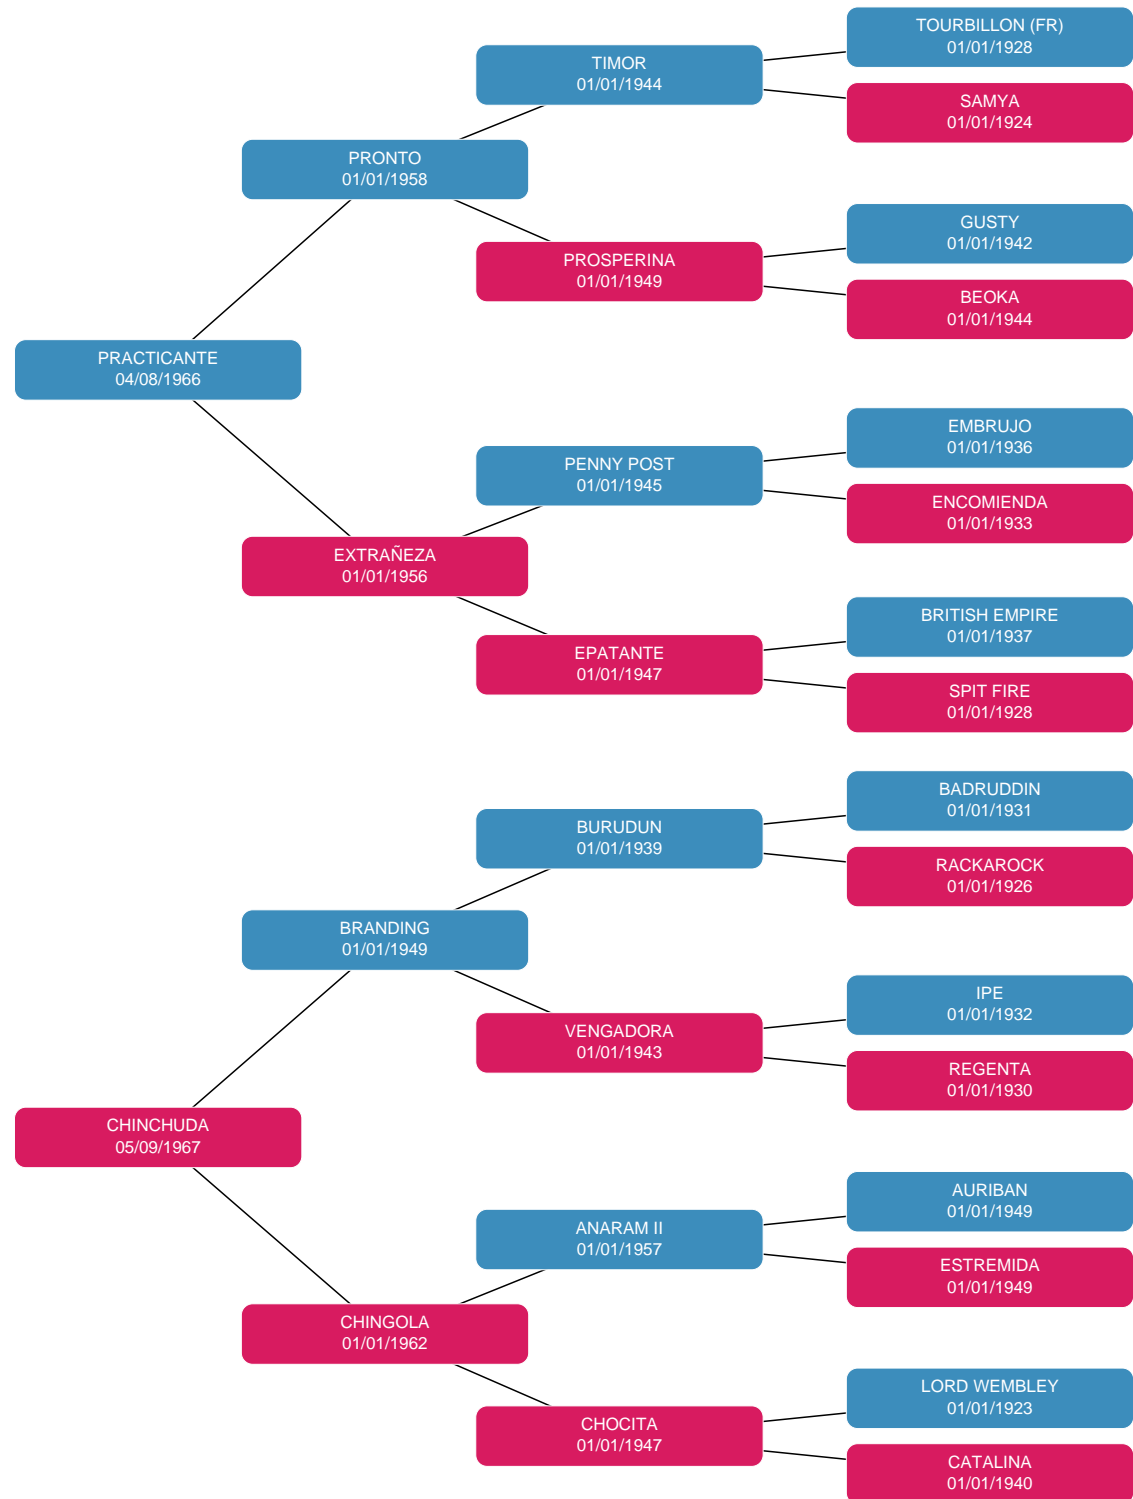 TOURBILLON (FR)
01/01/1928
TIMOR
01/01/1944
SAMYA
01/01/1924
PRONTO
01/01/1958
GUSTY
01/01/1942
PROSPERINA
01/01/1949
BEOKA
01/01/1944
PRACTICANTE
04/08/1966
EMBRUJO
01/01/1936
PENNY POST
01/01/1945
ENCOMIENDA
01/01/1933
EXTRAÑEZA
01/01/1956
BRITISH EMPIRE
01/01/1937
EPATANTE
01/01/1947
SPIT FIRE
01/01/1928
BADRUDDIN
01/01/1931
BURUDUN
01/01/1939
RACKAROCK
01/01/1926
BRANDING
01/01/1949
IPE
01/01/1932
VENGADORA
01/01/1943
REGENTA
01/01/1930
CHINCHUDA
05/09/1967
AURIBAN
01/01/1949
ANARAM II
01/01/1957
ESTREMIDA
01/01/1949
CHINGOLA
01/01/1962
LORD WEMBLEY
01/01/1923
CHOCITA
01/01/1947
CATALINA
01/01/1940